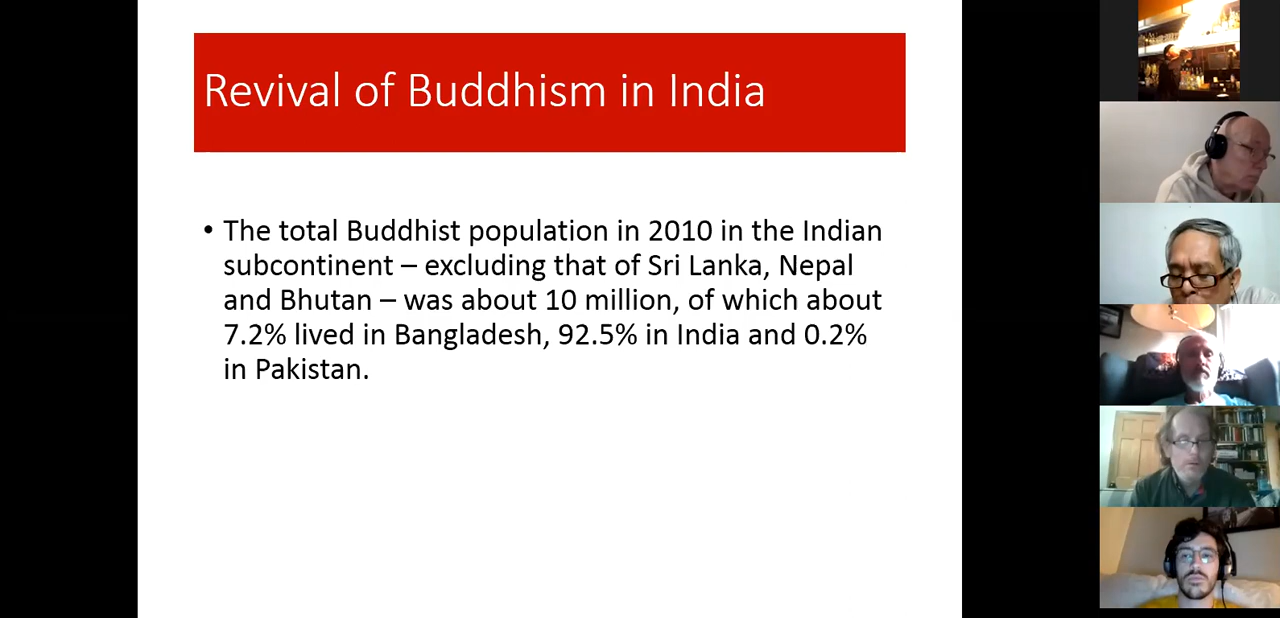 Revival of Buddhism in India
• The total Buddhist population in 2010 in the Indian
subcontinent – excluding that of Sri Lanka, Nepal
and Bhutan – was about 10 million, of which about
7.2% lived in Bangladesh, 92.5% in India and 0.2%
in Pakistan.